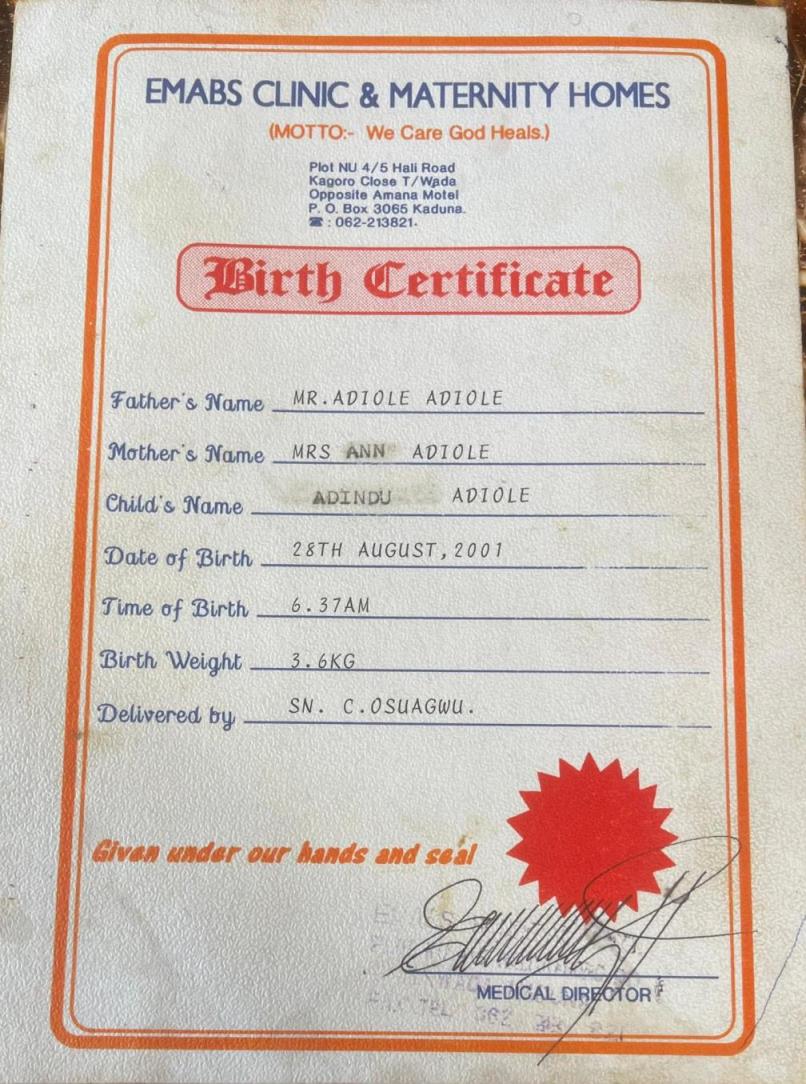 EMABS CLINIC & MATERNITY HOMES
(MOTTO:- We Care God Heals.)
Plot NU 4/5 Hali Road
Kagoro Close T/Wada
Opposite Amana Motel
P. O. Box 3065 Kaduna.
☎ : 062-213821.
Birth Certificate
Father's Name MR.ADIOLE ADIOLE
Mother's Name MRS ANN ADIOLE
Child's Name ADINDU ADIOLE
Date of Birth 28TH AUGUST,2001
Time of Birth 6.37AM
Birth Weight 3.6KG
Delivered by SN. C.OSUAGWU.
Given under our hands and seal
MEDICAL DIRECTOR